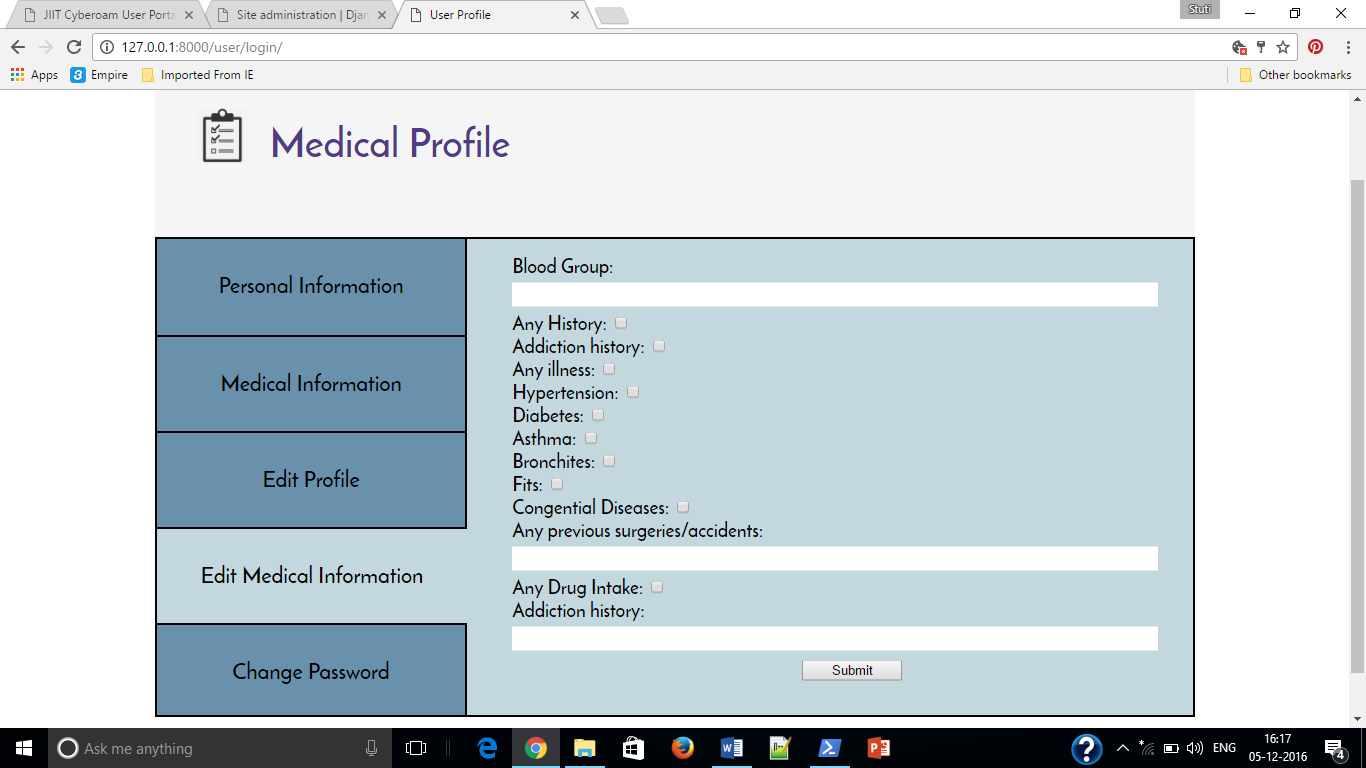 JIIT Cyberoam User Porta
Site administration | Djan
User Profile
Stuti
127.0.0.1:8000/user/login/
Apps
Empire
Imported From IE
Other bookmarks
Medical Profile
Personal Information
Medical Information
Edit Profile
Edit Medical Information
Change Password
Blood Group:
Any History:
Addiction history:
Any illness:
Hypertension:
Diabetes:
Asthma:
Bronchites:
Fits:
Congential Diseases:
Any previous surgeries/accidents:
Any Drug Intake:
Addiction history:
Submit
Ask me anything
ENG
16:17
05-12-2016
4